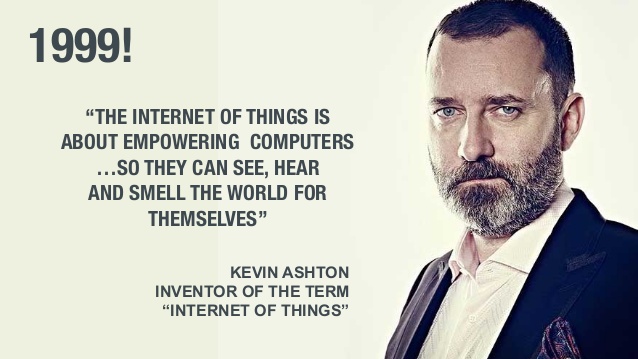 1999!
“THE INTERNET OF THINGS IS
ABOUT EMPOWERING COMPUTERS
…SO THEY CAN SEE, HEAR
AND SMELL THE WORLD FOR
THEMSELVES”
KEVIN ASHTON
INVENTOR OF THE TERM
“INTERNET OF THINGS”